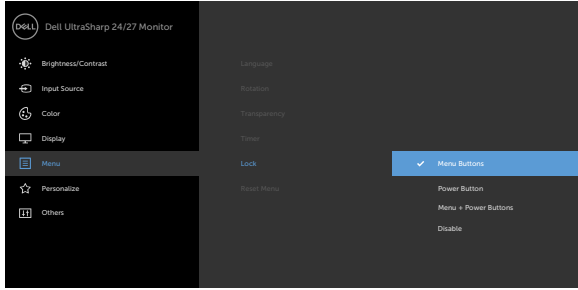 DELL
Dell UltraSharp 24/27 Monitor
Brightness/Contrast
Input Source
Color
Display
Menu
Personalize
Others
Language
Rotation
Transparency
Timer
Lock
Reset Menu
Menu Buttons
Power Button
Menu + Power Buttons
Disable